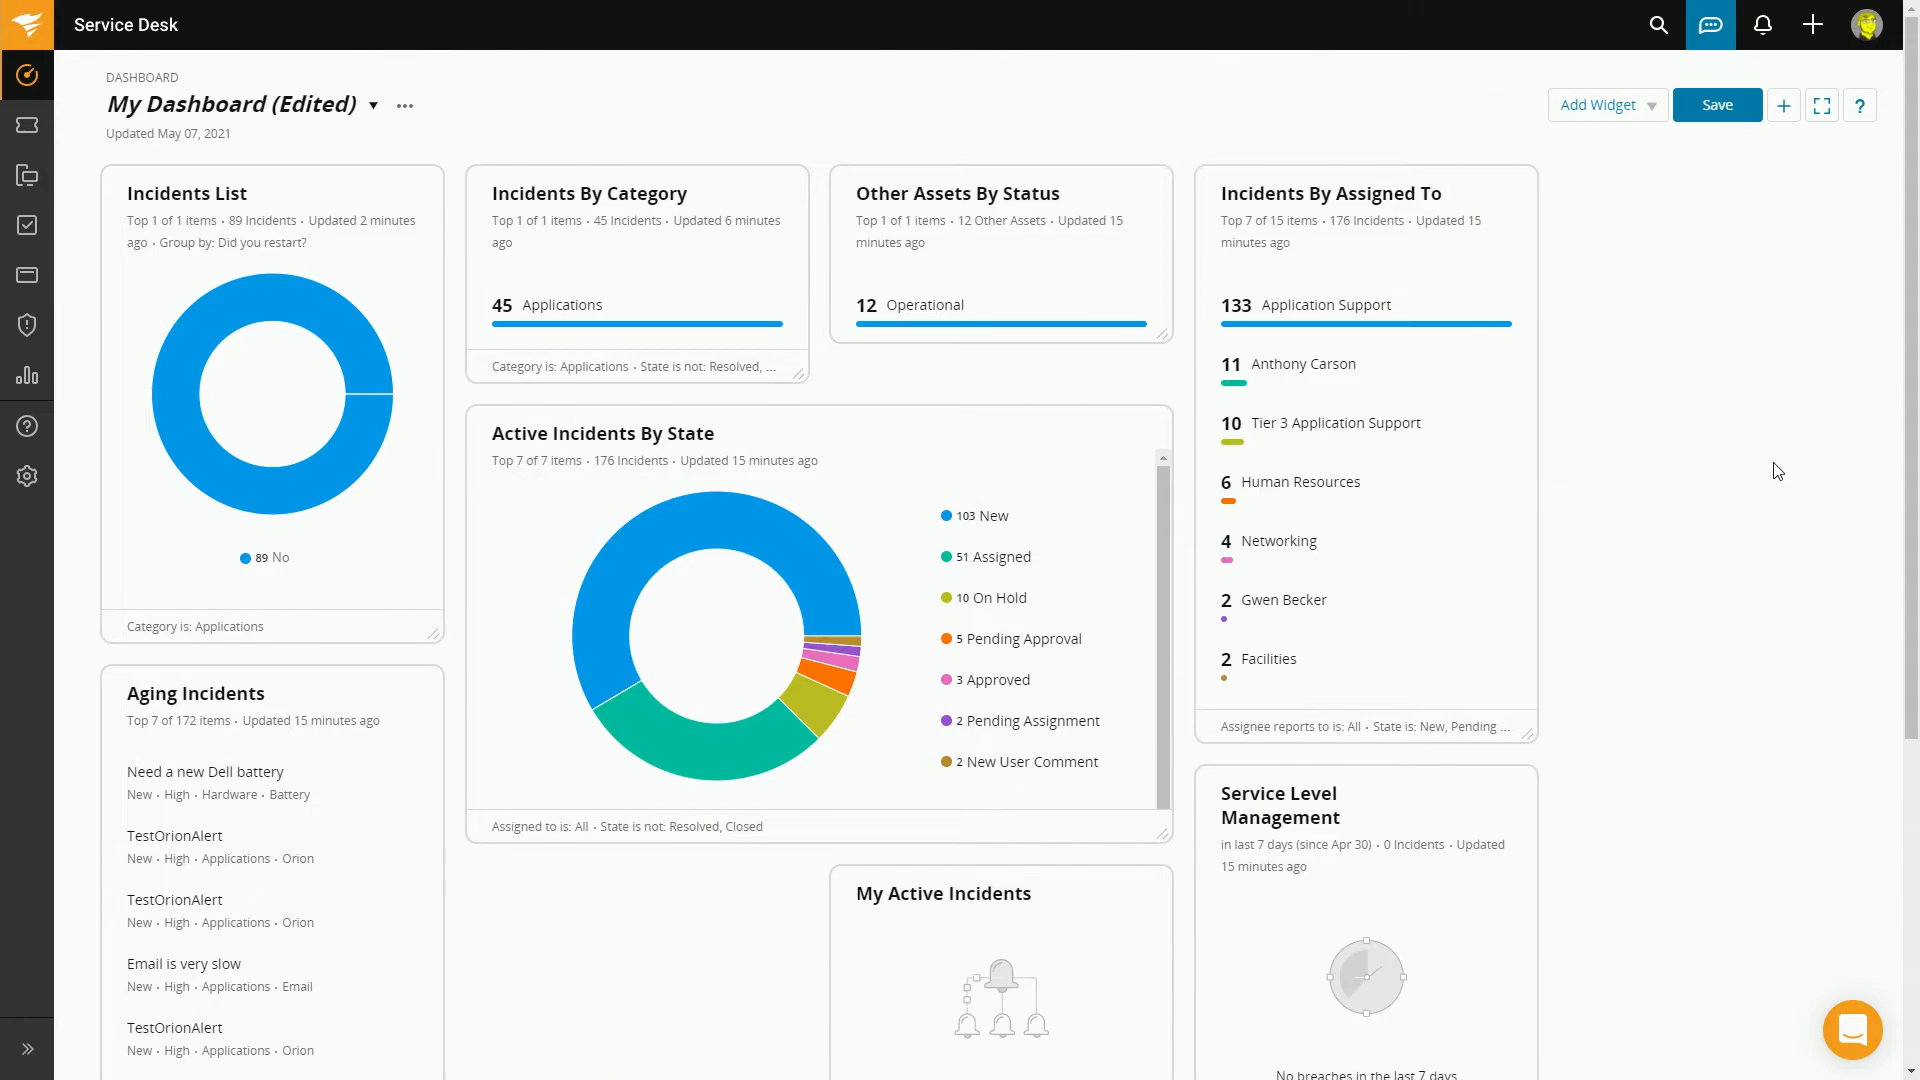 Service Desk
DASHBOARD
My Dashboard (Edited)
Updated May 07, 2021
Add Widget
Save
?
Incidents List
Top 1 of 1 items • 89 Incidents • Updated 2 minutes
ago • Group by: Did you restart?
89 No
Category is: Applications
Incidents By Category
Top 1 of 1 items • 45 Incidents • Updated 6 minutes
ago
45 Applications
Category is: Applications • State is not: Resolved, ...
Other Assets By Status
Top 1 of 1 items • 12 Other Assets • Updated 15
minutes ago
12 Operational
Incidents By Assigned To
Top 7 of 15 items • 176 Incidents • Updated 15
minutes ago
133 Application Support
11 Anthony Carson
10 Tier 3 Application Support
6 Human Resources
4 Networking
2 Gwen Becker
2 Facilities
Assignee reports to is: All • State is: New, Pending ...
Active Incidents By State
Top 7 of 7 items • 176 Incidents • Updated 15 minutes ago
103 New
51 Assigned
10 On Hold
5 Pending Approval
3 Approved
2 Pending Assignment
2 New User Comment
Assigned to is: All • State is not: Resolved, Closed
Aging Incidents
Top 7 of 172 items • Updated 15 minutes ago
Need a new Dell battery
New • High • Hardware • Battery
TestOrionAlert
New • High • Applications • Orion
TestOrionAlert
New • High • Applications • Orion
Email is very slow
New • High • Applications • Email
TestOrionAlert
New • High • Applications • Orion
My Active Incidents
Service Level
Management
in last 7 days (since Apr 30) • 0 Incidents • Updated
15 minutes ago
No breaches in the last 7 days